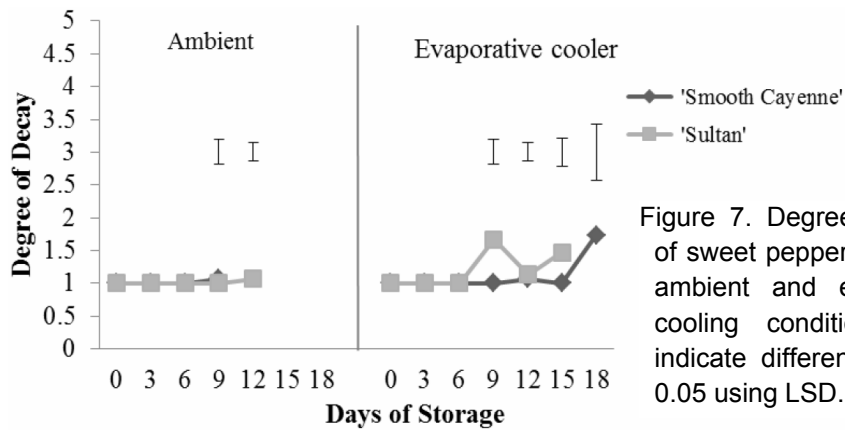 5
4.5
4
3.5
3
2.5
2
1.5
1
0.5
0
Degree of Decay
Ambient
Evaporative cooler
'Smooth Cayenne'
'Sultan'
0 3 6 9 12 15 18 0 3 6 9 12 15 18
Days of Storage
Figure 7. Degree
of sweet pepper
ambient and e
cooling conditi
indicate differen
0.05 using LSD.